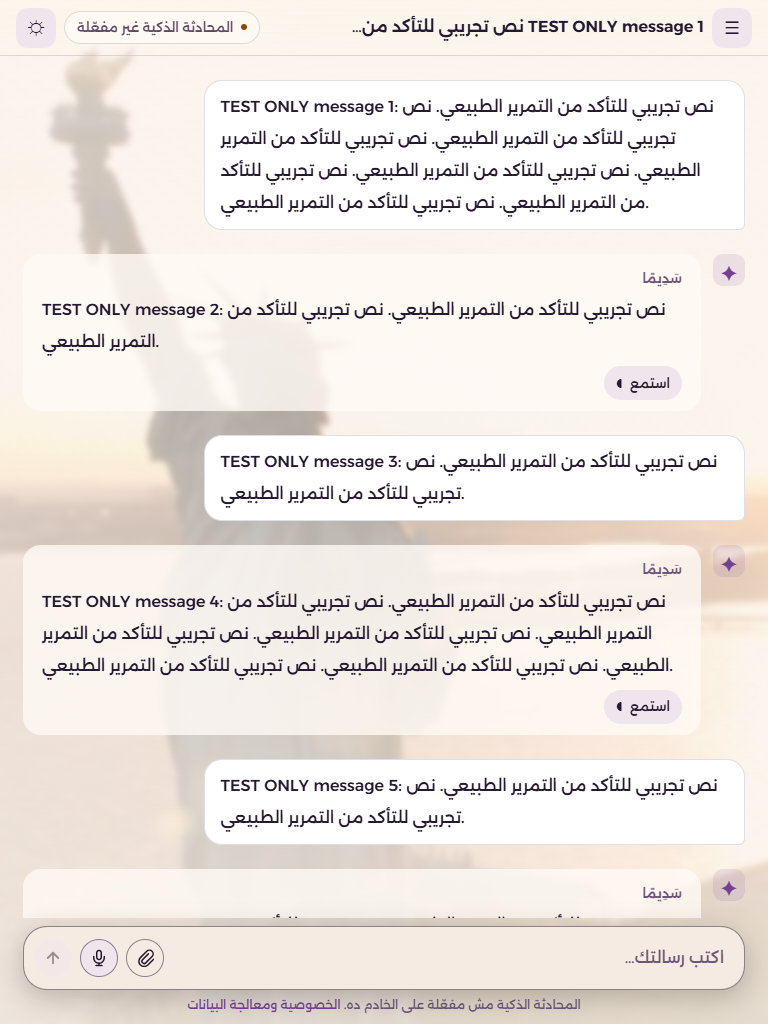 TEST ONLY message 1 نص تجريبي للتأكد من...
المحادثة الذكية غير مفعّلة
TEST ONLY message 1: نص تجريبي للتأكد من التمرير الطبيعي. نص
تجريبي للتأكد من التمرير الطبيعي. نص تجريبي للتأكد من التمرير
الطبيعي. نص تجريبي للتأكد من التمرير الطبيعي. نص تجريبي للتأكد
من التمرير الطبيعي. نص تجريبي للتأكد من التمرير الطبيعي.
سَدِيمًا
TEST ONLY message 2: نص تجريبي للتأكد من التمرير الطبيعي. نص تجريبي للتأكد من
التمرير الطبيعي.
استمع
TEST ONLY message 3: نص تجريبي للتأكد من التمرير الطبيعي. نص
تجريبي للتأكد من التمرير الطبيعي.
سَدِيمًا
TEST ONLY message 4: نص تجريبي للتأكد من التمرير الطبيعي. نص تجريبي للتأكد من
التمرير الطبيعي. نص تجريبي للتأكد من التمرير الطبيعي. نص تجريبي للتأكد من التمرير
الطبيعي. نص تجريبي للتأكد من التمرير الطبيعي. نص تجريبي للتأكد من التمرير الطبيعي.
استمع
TEST ONLY message 5: نص تجريبي للتأكد من التمرير الطبيعي. نص
تجريبي للتأكد من التمرير الطبيعي.
سَدِيمًا
اكتب رسالتك...
المحادثة الذكية مش مفعّلة على الخادم ده. الخصوصية ومعالجة البيانات